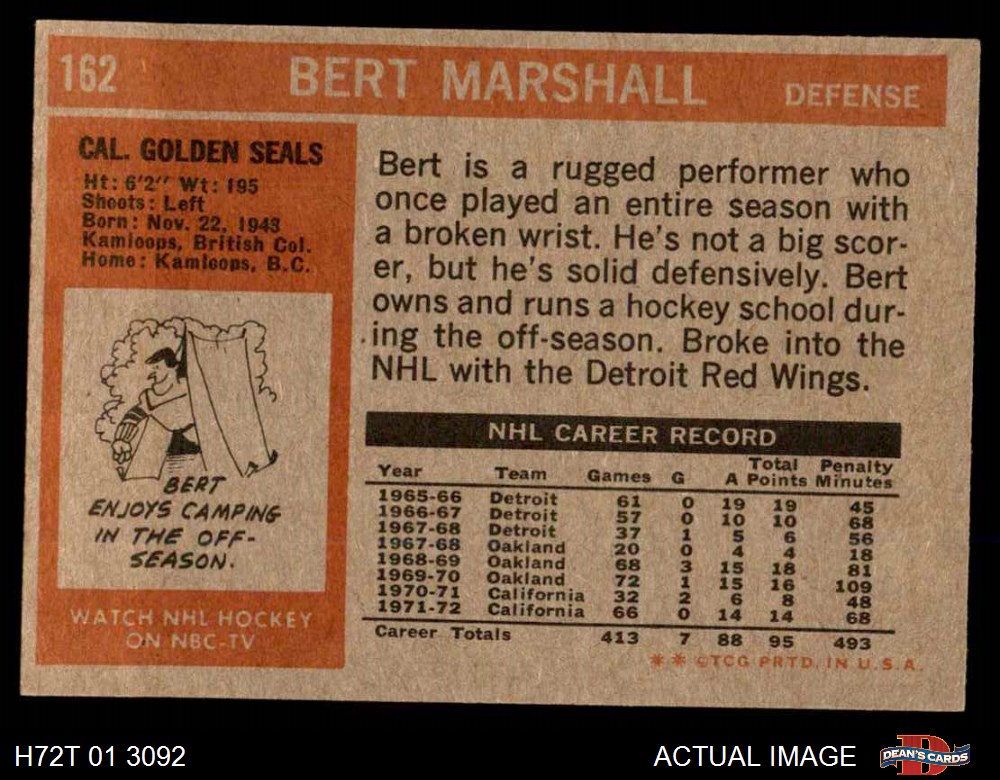 162 BERT MARSHALL DEFENSE
CAL. GOLDEN SEALS
Ht: 6'2" Wt: 195
Shoots: Left
Born: Nov. 22, 1943
Kamloops, British Col.
Home: Kamloops, B.C.
BERT
ENJOYS CAMPING
IN THE OFF-
SEASON.
WATCH NHL HOCKEY
ON NBC-TV
Bert is a rugged performer who
once played an entire season with
a broken wrist. He's not a big scor-
er, but he's solid defensively. Bert
owns and runs a hockey school dur-
ing the off-season. Broke into the
NHL with the Detroit Red Wings.
NHL CAREER RECORD
Year Team Games G A Total Points Penalty Minutes
1965-66 Detroit 61 0 19 19 45
1966-67 Detroit 57 0 10 10 68
1967-68 Detroit 37 1 5 6 56
1967-68 Oakland 20 0 4 4 18
1968-69 Oakland 68 3 15 18 81
1969-70 Oakland 72 1 15 16 109
1970-71 California 32 2 6 8 48
1971-72 California 66 0 14 14 68
Career Totals 413 7 88 95 493
* * ©TCG PRTD. IN U.S.A.
H72T 01 3092 ACTUAL IMAGE DEAN'S CARDS